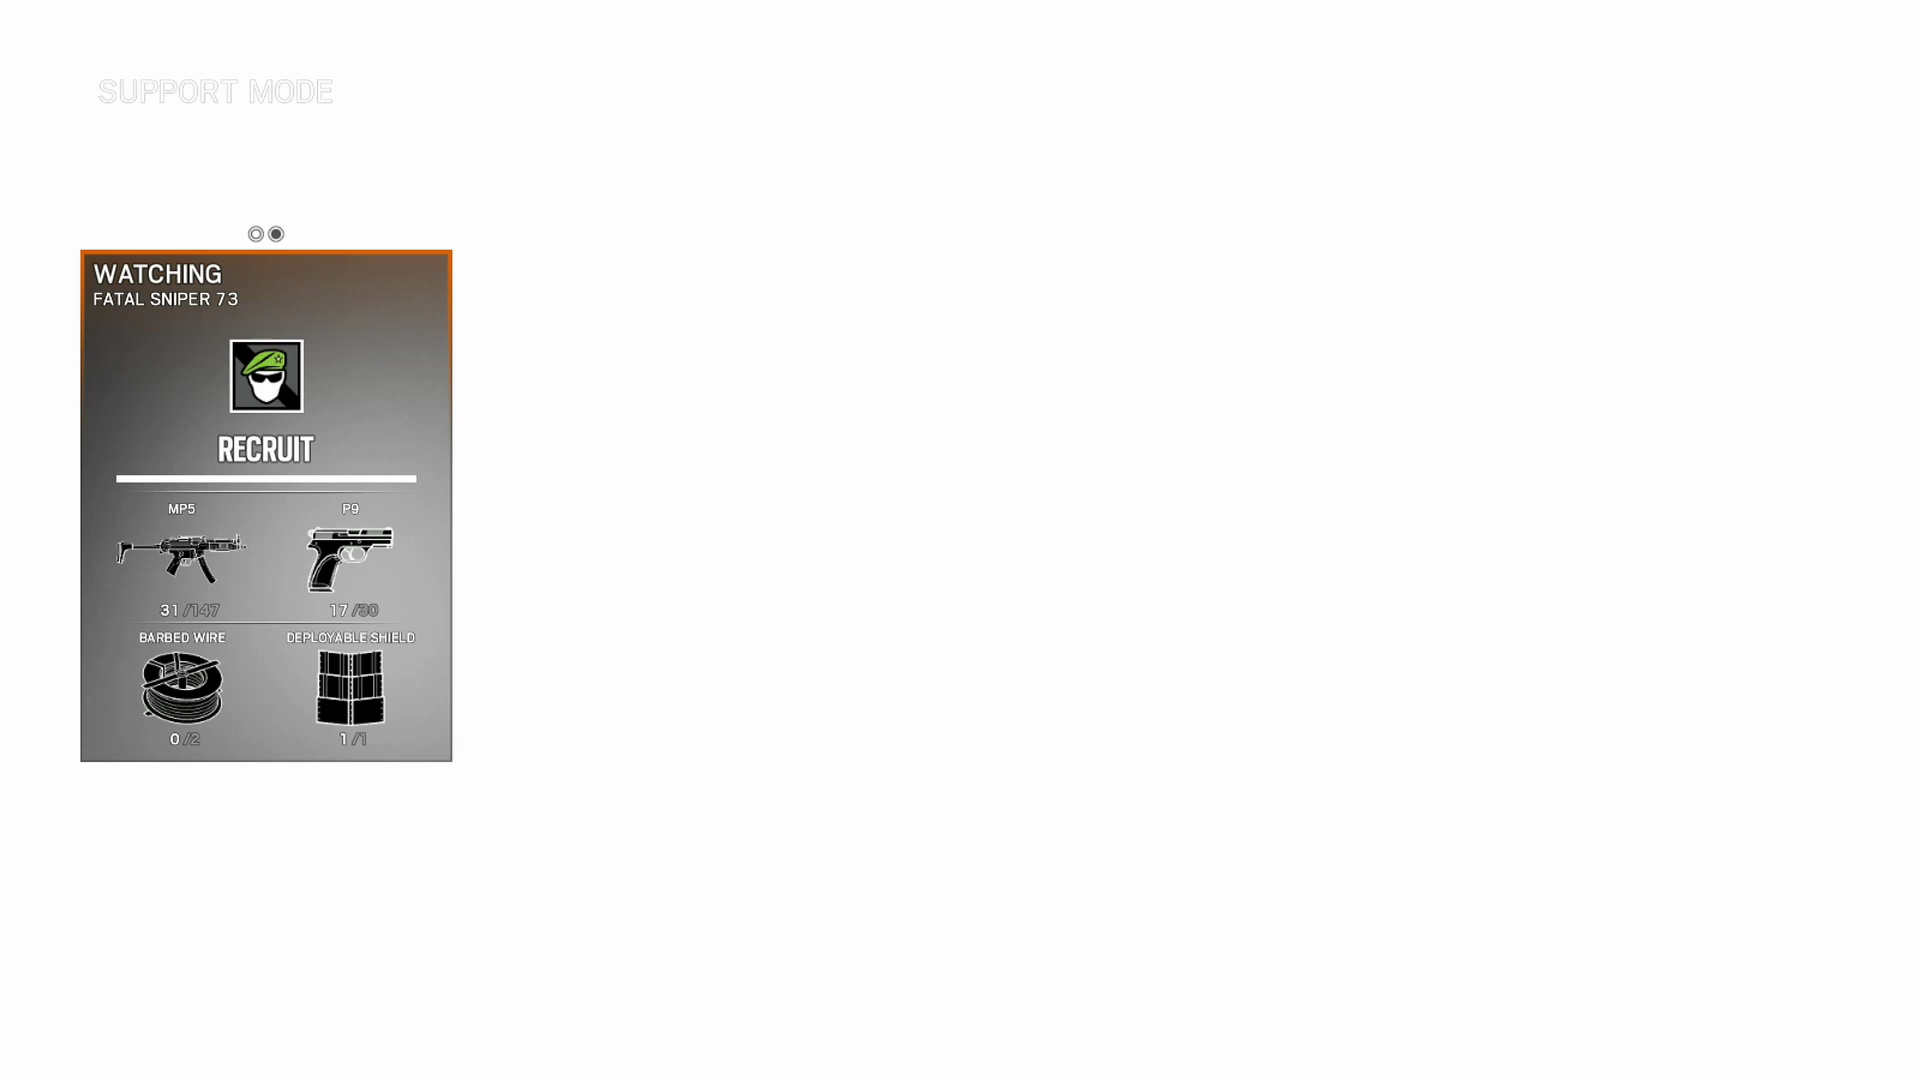 SUPPORT MODE
WATCHING
FATAL SNIPER 73
RECRUIT
MP5 P9
31 /147 17 /30
BARBED WIRE DEPLOYABLE SHIELD
0 /2 1 /1